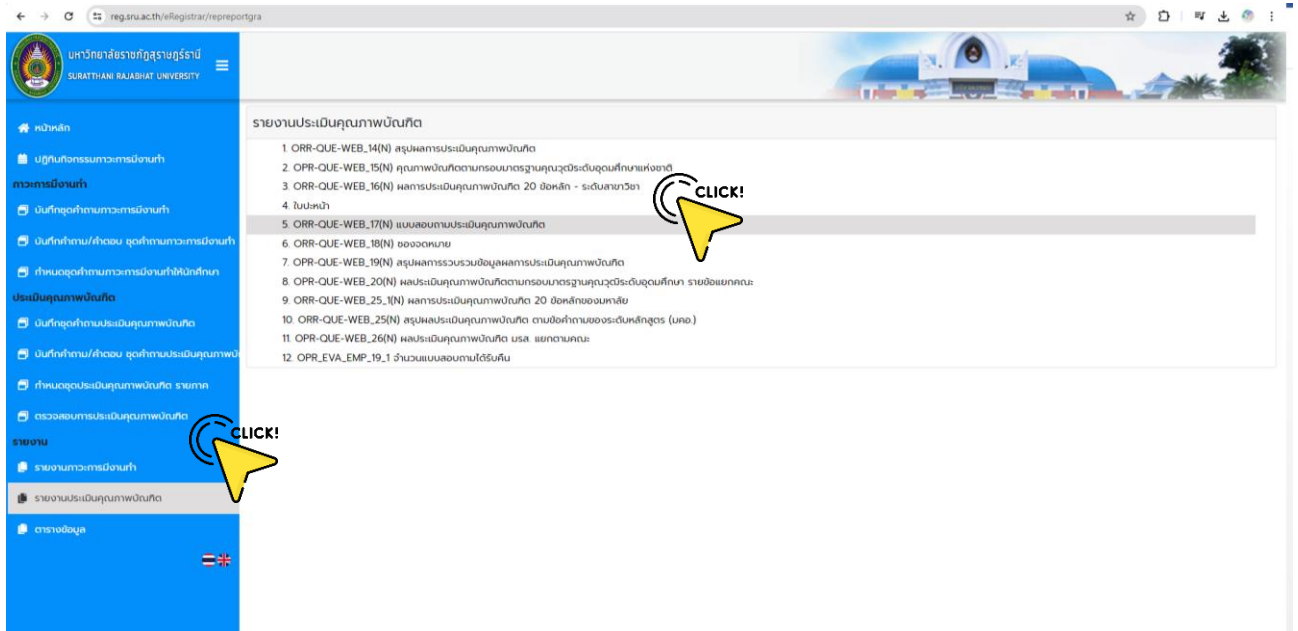 reg.sru.ac.th/eRegistrar/repreportgra
มหาวิทยาลัยราชภัฏสุราษฎร์ธานี
SURATTHANI RAJABHAT UNIVERSITY
หน้าหลัก
ปฏิทินกิจกรรมภาวะการมีงานทำ
ภาวะการมีงานทำ
บันทึกชุดคำถามภาวะการมีงานทำ
บันทึกคำถาม/คำตอบ ชุดคำถามภาวะการมีงานทำ
กำหนดชุดคำถามภาวะการมีงานทำให้นักศึกษา
ประเมินคุณภาพบัณฑิต
บันทึกชุดคำถามประเมินคุณภาพบัณฑิต
บันทึกคำถาม/คำตอบ ชุดคำถามประเมินคุณภาพบั
กำหนดชุดประเมินคุณภาพบัณฑิต รายภาค
ตรวจสอบการประเมินคุณภาพบัณฑิต
รายงาน
รายงานภาวะการมีงานทำ
รายงานประเมินคุณภาพบัณฑิต
ตารางข้อมูล
CLICK!
รายงานประเมินคุณภาพบัณฑิต
1. ORR-QUE-WEB_14(N) สรุปผลการประเมินคุณภาพบัณฑิต
2. OPR-QUE-WEB_15(N) คุณภาพบัณฑิตตามกรอบมาตรฐานคุณวุฒิระดับอุดมศึกษาแห่งชาติ
3. ORR-QUE-WEB_16(N) ผลการประเมินคุณภาพบัณฑิต 20 ข้อหลัก - ระดับสาขาวิชา
4. ใบปะหน้า
5. ORR-QUE-WEB_17(N) แบบสอบถามประเมินคุณภาพบัณฑิต
6. ORR-QUE-WEB_18(N) ซองจดหมาย
7. OPR-QUE-WEB_19(N) สรุปผลการรวบรวมข้อมูลผลการประเมินคุณภาพบัณฑิต
8. OPR-QUE-WEB_20(N) ผลประเมินคุณภาพบัณฑิตตามกรอบมาตรฐานคุณวุฒิระดับอุดมศึกษา รายข้อแยกคณะ
9. ORR-QUE-WEB_25_1(N) ผลการประเมินคุณภาพบัณฑิต 20 ข้อหลักของมหาลัย
10. ORR-QUE-WEB_25(N) สรุปผลประเมินคุณภาพบัณฑิต ตามข้อคำถามของระดับหลักสูตร (มคอ.)
11. OPR-QUE-WEB_26(N) ผลประเมินคุณภาพบัณฑิต มรส. แยกตามคณะ
12. OPR_EVA_EMP_19_1 จำนวนแบบสอบถามได้รับคืน
CLICK!